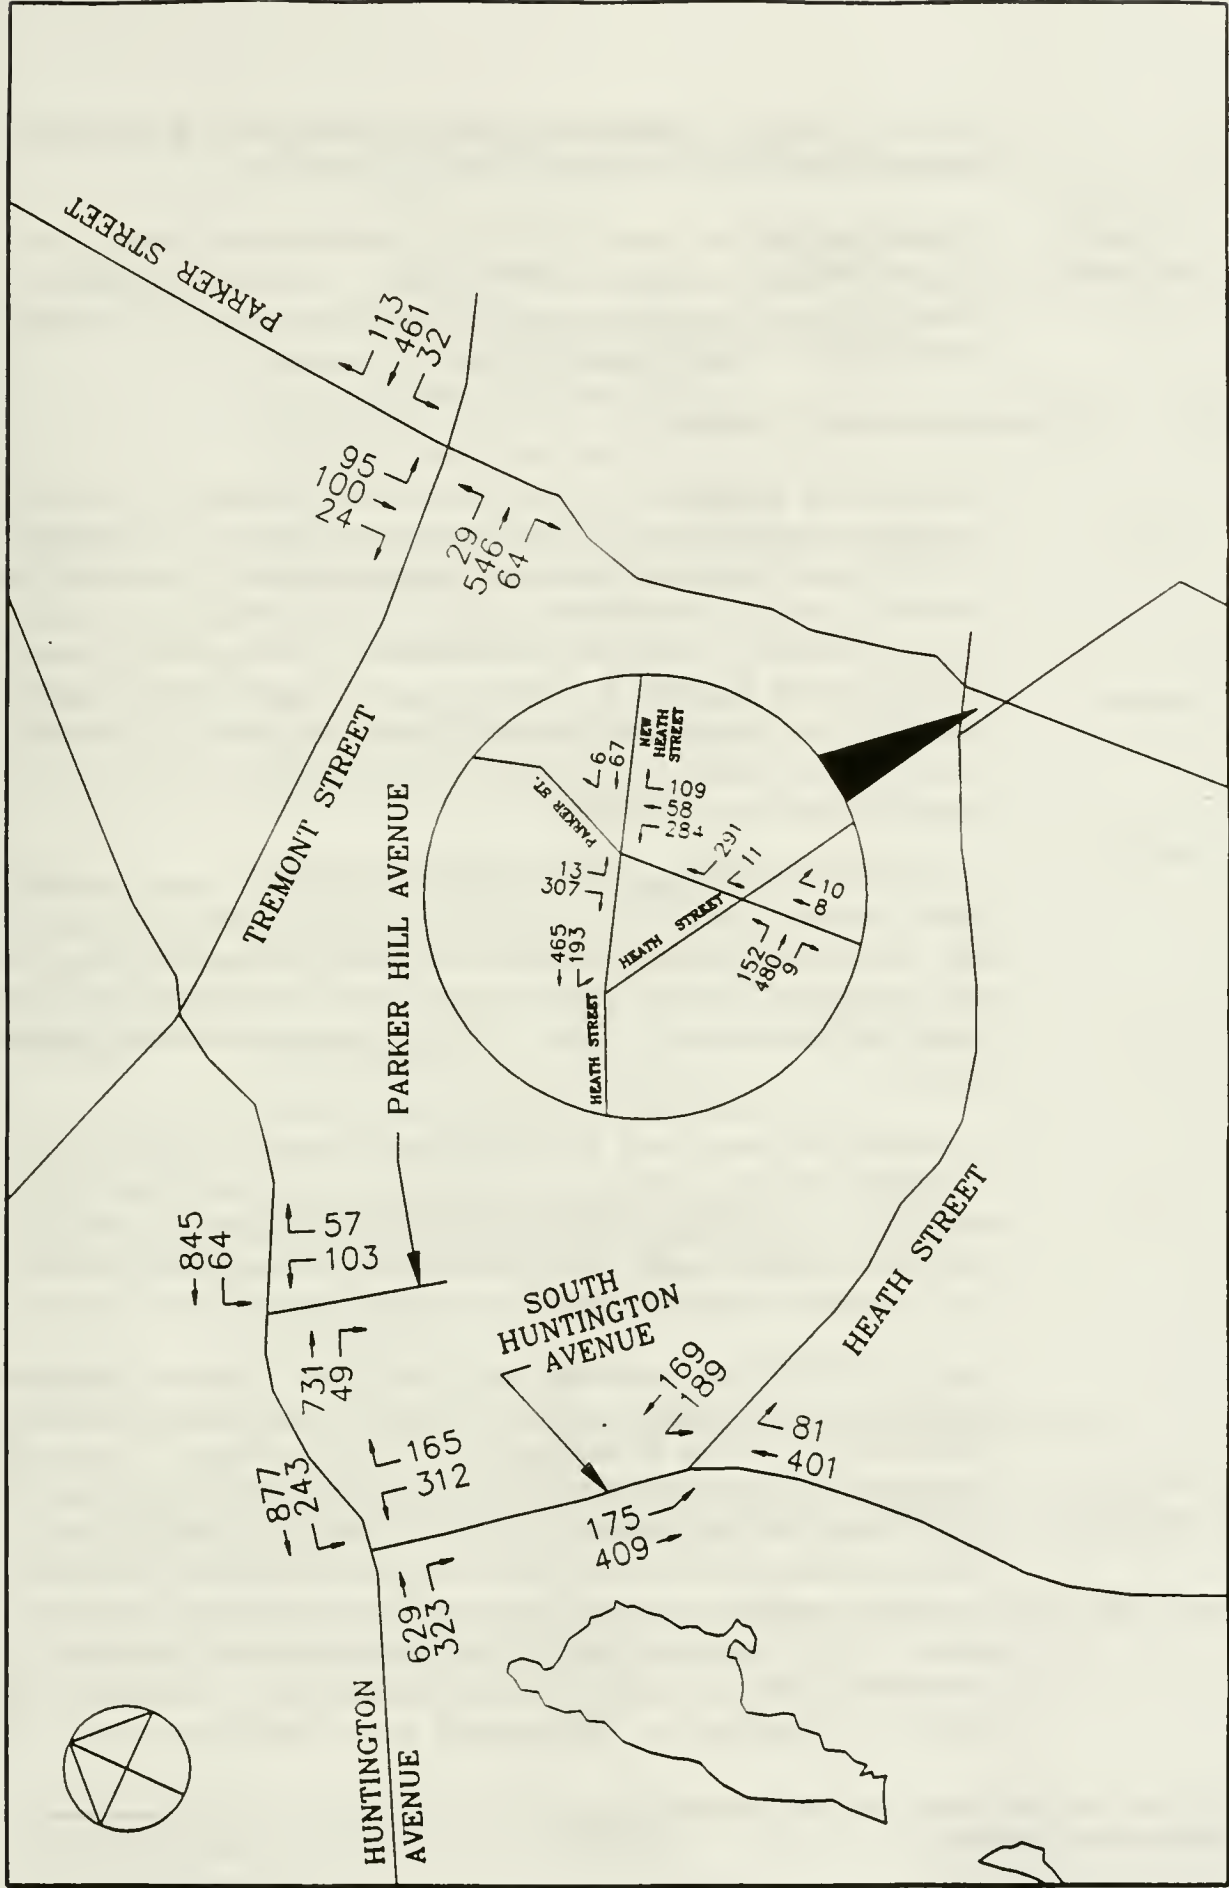 PARKER STREET
113
461
32
95
100
24
29
546
64
TREMONT STREET
PARKER HILL AVENUE
PARKER ST.
6
67
NEW
HEATH
STREET
109
58
284
13
307
291
11
465
193
HEATH STREET
HEATH STREET
10
8
152
480
9
845
64
57
103
731
49
SOUTH
HUNTINGTON
AVENUE
HEATH STREET
877
243
165
312
169
189
81
401
175
409
629
323
HUNTINGTON
AVENUE